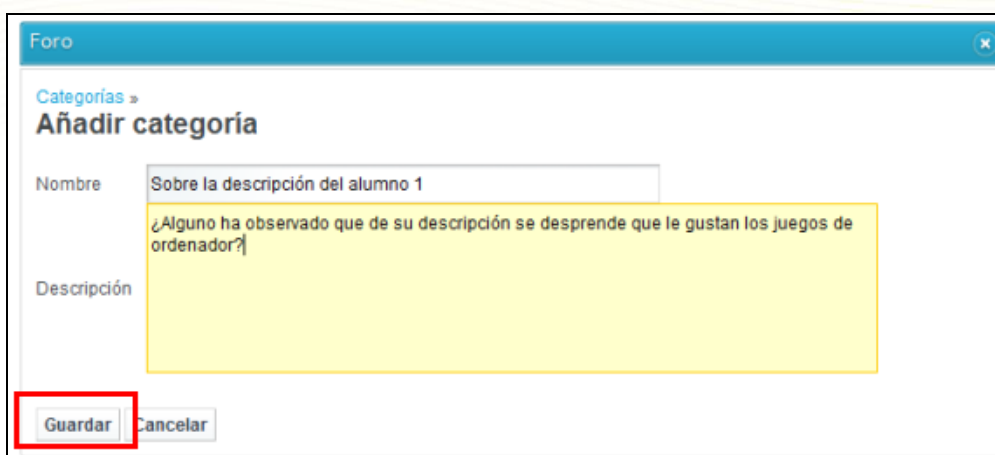 Foro
Categorías »
Añadir categoría
Nombre
Sobre la descripción del alumno 1
¿Alguno ha observado que de su descripción se desprende que le gustan los juegos de
ordenador?
Descripción
Guardar
Cancelar